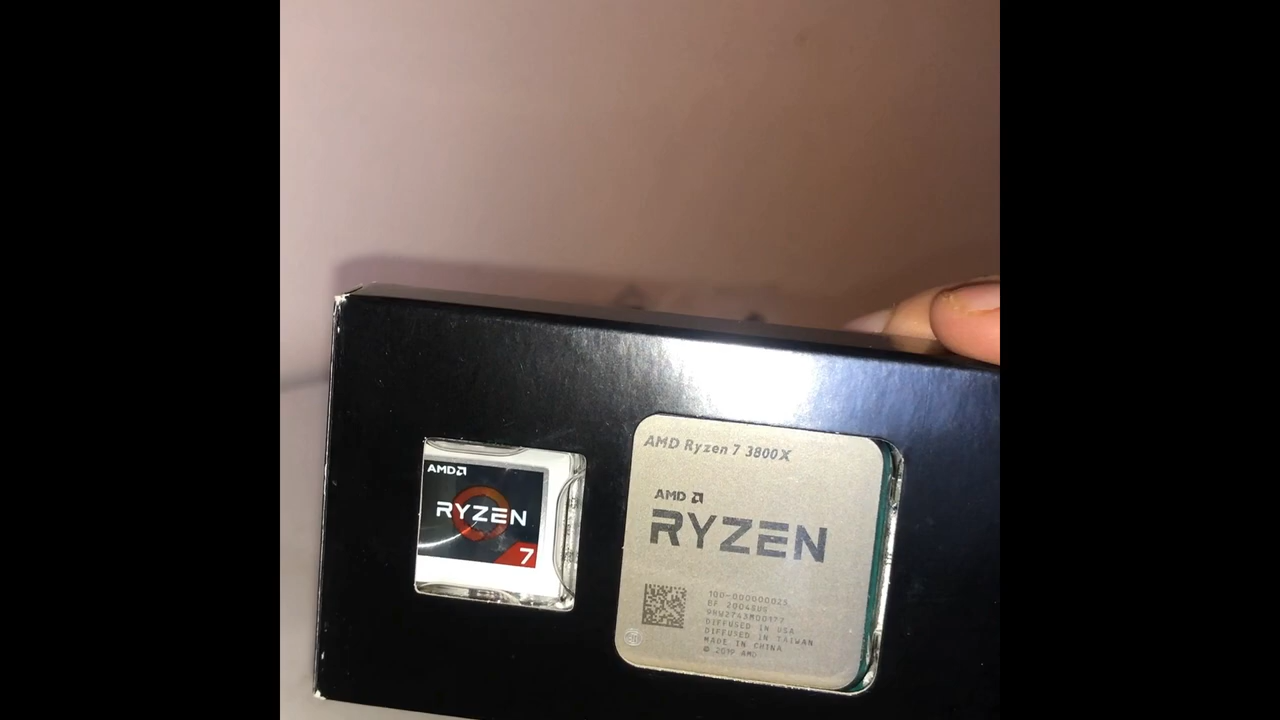 AMD
RYZEN
7
AMD Ryzen 7 3800X
AMD
RYZEN
100-000000025
BF 2004SUS
9HW2743M00177
DIFFUSED IN USA
DIFFUSED IN TAIWAN
MADE IN CHINA
© 2019 AMD